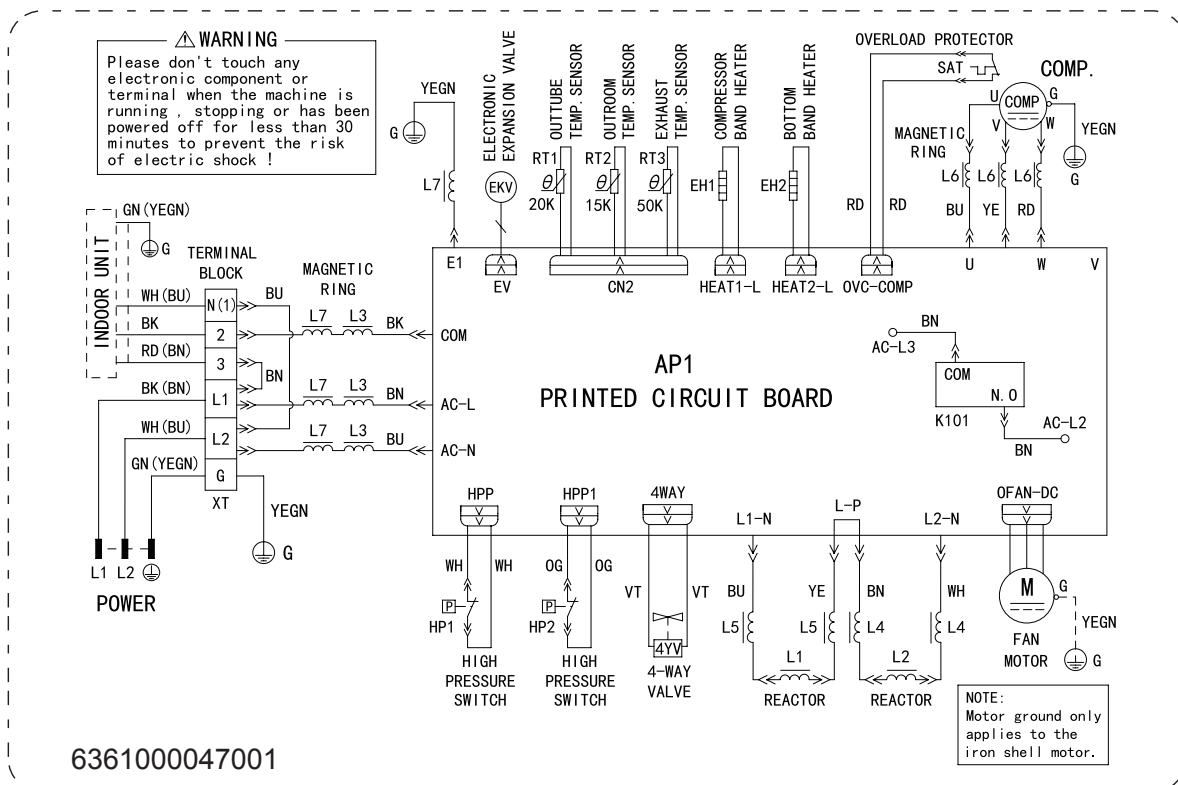 WARNING
Please don't touch any
electronic component or
terminal when the machine is
running , stopping or has been
powered off for less than 30
minutes to prevent the risk
of electric shock !
YEGN
G
L7
ELECTRONIC
EXPANSION VALVE
EKV
OUTTUBE
TEMP. SENSOR
OUTROOM
TEMP. SENSOR
EXHAUST
TEMP. SENSOR
RT1
RT2
RT3
θ
θ
θ
20K
15K
50K
COMPRESSOR
BAND HEATER
EH1
BOTTOM
BAND HEATER
EH2
OVERLOAD PROTECTOR
SAT
COMP.
U
V
W
COMP
G
YEGN
G
MAGNETIC
RING
L6
L6
L6
RD
RD
BU
YE
RD
INDOOR UNIT
GN(YEGN)
G
TERMINAL
BLOCK
MAGNETIC
RING
WH(BU)
N(1)
BU
BK
2
L7
L3
BK
RD(BN)
3
BN
BK(BN)
L1
L7
L3
BN
WH(BU)
L2
L7
L3
BU
GN(YEGN)
G
XT
YEGN
G
L1
L2
POWER
E1
EV
CN2
HEAT1-L
HEAT2-L
OVC-COMP
U
W
V
COM
AC-L
AC-N
AP1
PRINTED CIRCUIT BOARD
BN
AC-L3
COM
N.O
K101
AC-L2
BN
HPP
HPP1
4WAY
L1-N
L-P
L2-N
OFAN-DC
WH
WH
OG
OG
VT
VT
BU
YE
BN
WH
P
HP1
P
HP2
4YV
L5
L5
L4
L4
L1
L2
HIGH
PRESSURE
SWITCH
HIGH
PRESSURE
SWITCH
4-WAY
VALVE
REACTOR
REACTOR
M
G
YEGN
FAN
MOTOR
G
NOTE:
Motor ground only
applies to the
iron shell motor.
6361000047001